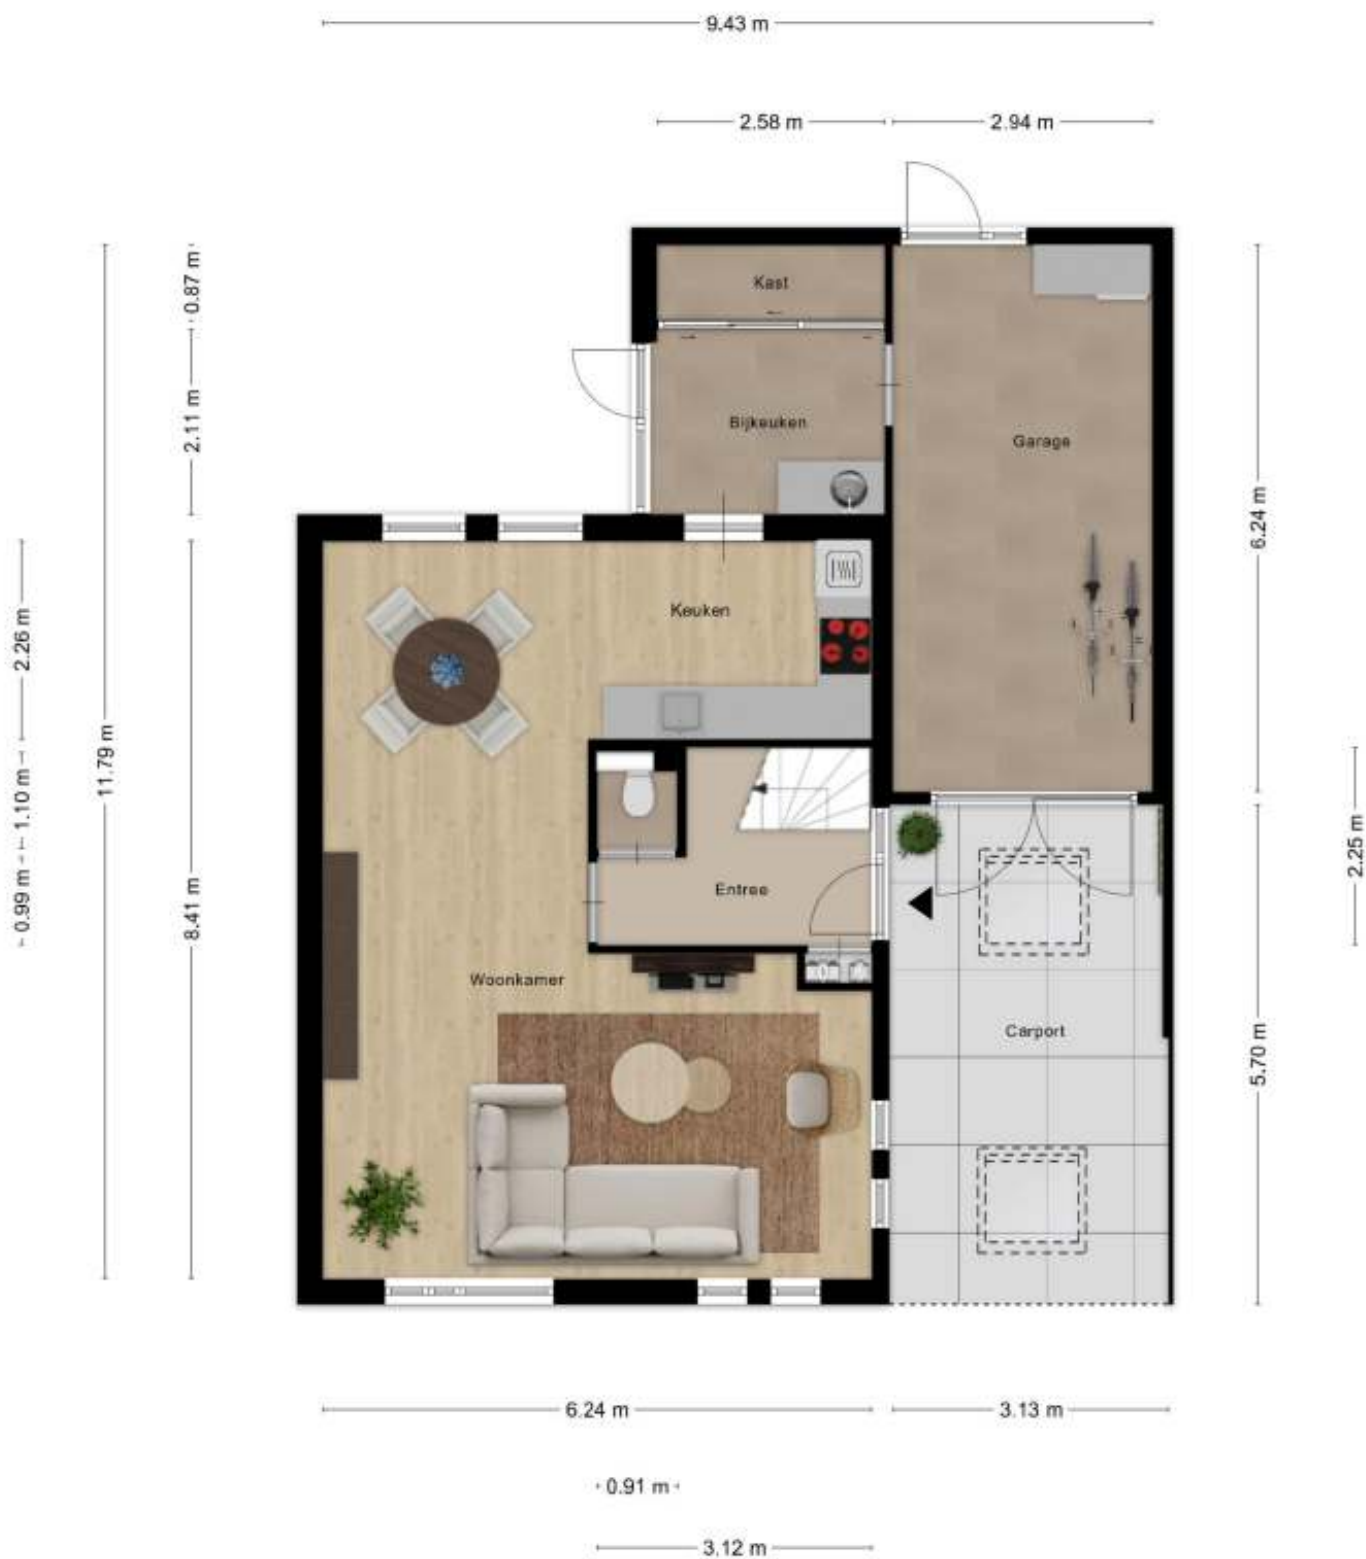 9.43 m
2.58 m
2.94 m
0.87 m
Kast
2.11 m
Bijkeuken
Garage
6.24 m
2.26 m
Keuken
11.79 m
1.10 m
0.99 m
2.25 m
8.41 m
Entree
Woonkamer
Carport
5.70 m
6.24 m
3.13 m
0.91 m
3.12 m